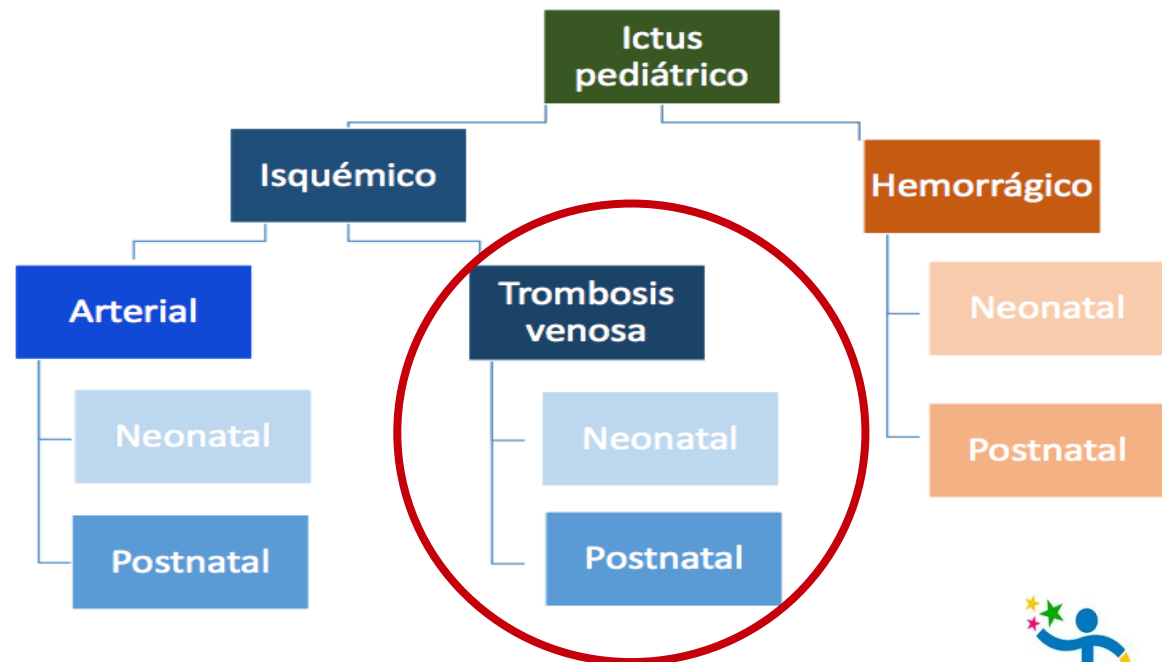 Ictus
pediátrico
Isquémico
Hemorrágico
Arterial
Trombosis
venosa
Neonatal
Postnatal
Neonatal
Postnatal
Neonatal
Postnatal